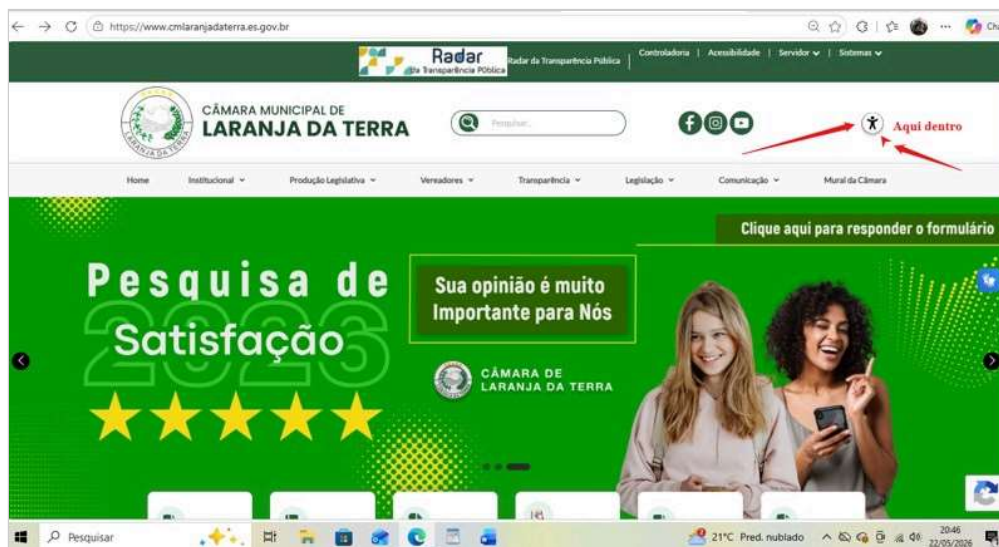 https://www.cmlaranjadaterra.es.gov.br
Radar
da Transparência Pública
Radar da Transparência Pública
Controladoria | Acessibilidade | Servidor | Sistemas
CÂMARA MUNICIPAL DE
LARANJA DA TERRA
Pesquisar...
Aqui dentro
Home Institucional Produção Legislativa Vereadores Transparência Legislação Comunicação Mural da Câmara
Clique aqui para responder o formulário
Pesquisa de
2026
Satisfação
Sua opinião é muito
Importante para Nós
CÂMARA DE
LARANJA DA TERRA
Pesquisar
21°C Pred. nublado
20:46
22/05/2026